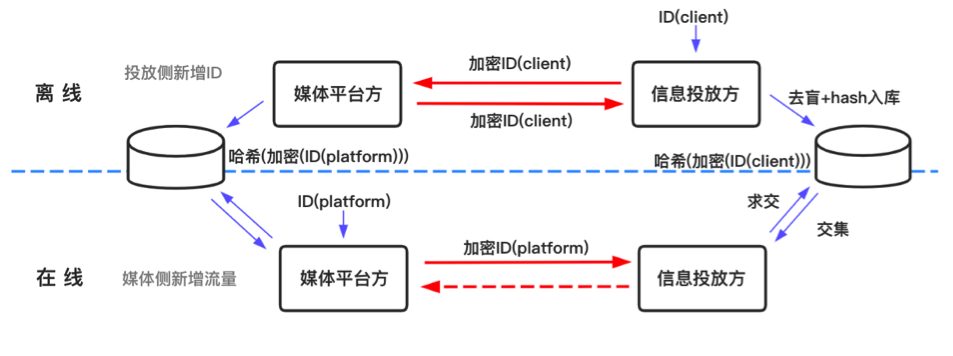 ID(client)
投放侧新增ID
加密ID(client)
离 线
媒体平台方
信息投放方
去盲+hash入库
加密ID(client)
哈希(加密(ID(platform)))
哈希(加密(ID(client)))
ID(platform)
求交
交集
加密ID(platform)
在 线
媒体侧新增流量
媒体平台方
信息投放方